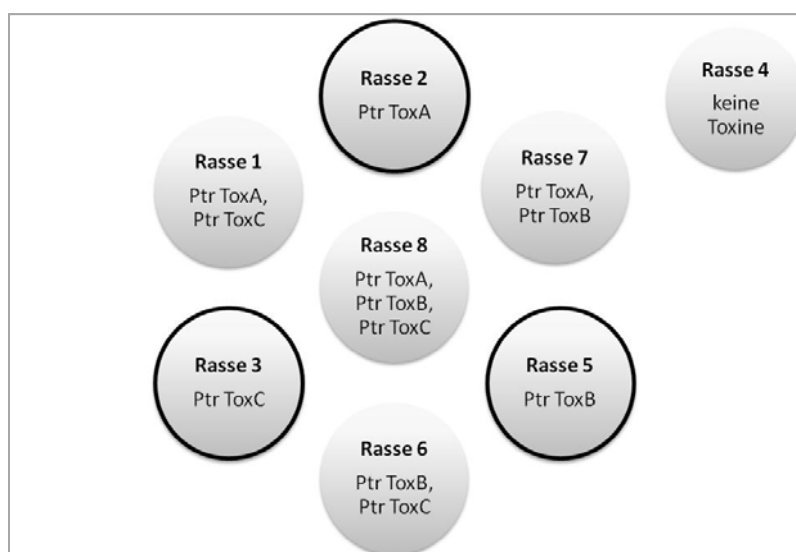 Rasse 2
Ptr ToxA
Rasse 4
keine
Toxine
Rasse 1
Ptr ToxA,
Ptr ToxC
Rasse 7
Ptr ToxA,
Ptr ToxB
Rasse 8
Ptr ToxA,
Ptr ToxB,
Ptr ToxC
Rasse 3
Ptr ToxC
Rasse 5
Ptr ToxB
Rasse 6
Ptr ToxB,
Ptr ToxC